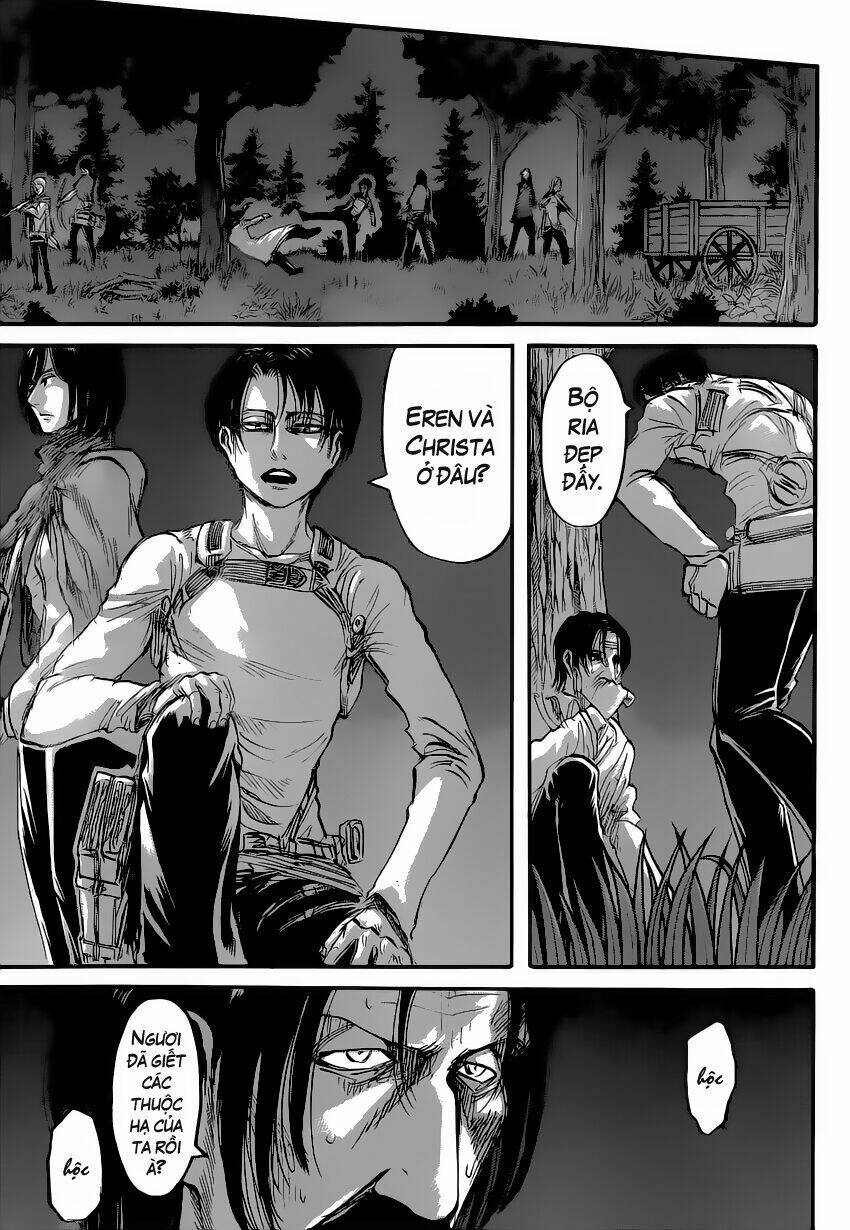 BỘ
RIA
ĐẸP
ĐẤY.
EREN VÀ
CHRISTA
Ở ĐÂU?
hộc
NGƯƠI
ĐÃ GIẾT
CÁC
THUỘC
HẠ CỦA
TA RỒI
À?
hộc